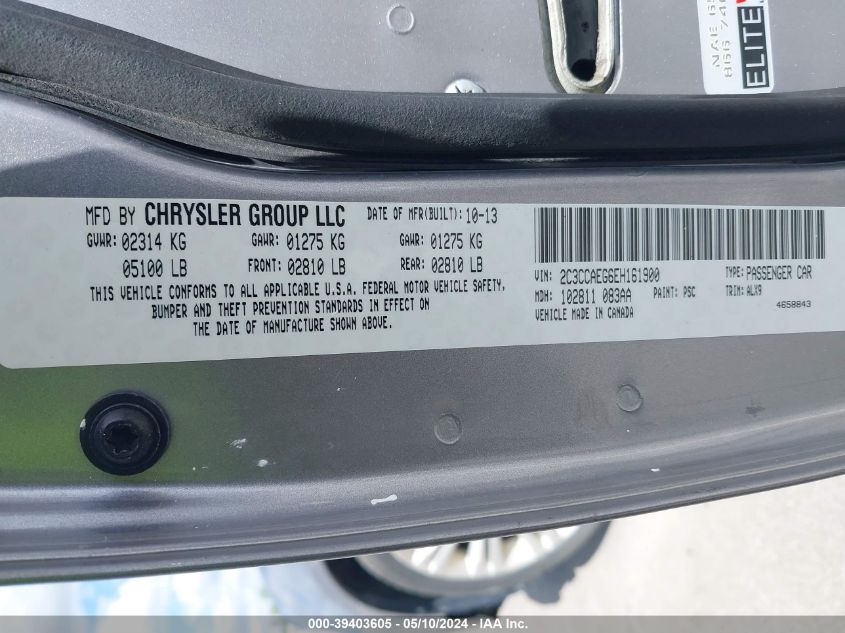 ELITE
MFD BY CHRYSLER GROUP LLC DATE OF MFR(BUILT): 10-13
GVWR: 02314 KG GAWR: 01275 KG GAWR: 01275 KG
05100 LB FRONT: 02810 LB REAR: 02810 LB
THIS VEHICLE CONFORMS TO ALL APPLICABLE U.S.A. FEDERAL MOTOR VEHICLE SAFETY,
BUMPER AND THEFT PREVENTION STANDARDS IN EFFECT ON
THE DATE OF MANUFACTURE SHOWN ABOVE.
VIN: 2C3CCAEG6EH161900 TYPE: PASSENGER CAR
MDH: 102811 083AA PAINT: PSC TRIM: ALX9
VEHICLE MADE IN CANADA 4658843
000-39403605 - 05/10/2024 - IAA Inc.